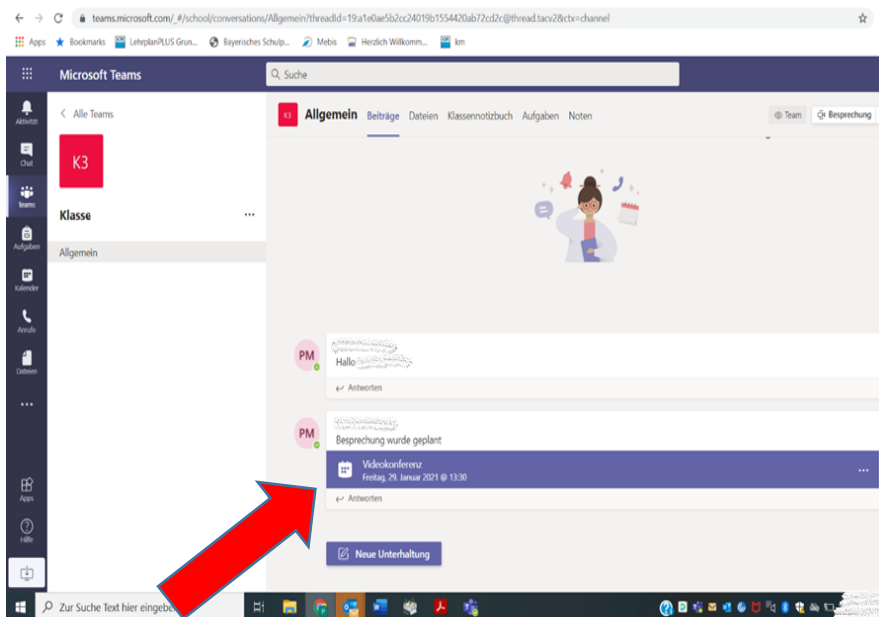 teams.microsoft.com/_#/school/conversations/Allgemein?threadId=19:a1e0ae5b2cc24019b1554420ab72cd2c@thread.tacv2&ctx=channel
Apps Bookmarks LehrplanPLUS Grun... Bayerisches Schulp... Mebis Herzlich Willkomm... km
Microsoft Teams
Suche
Aktivität
Chat
Teams
Aufgaben
Kalender
Anrufe
Dateien
Apps
Hilfe
Alle Teams
K3
Klasse
Allgemein
K3 Allgemein Beiträge Dateien Klassennotizbuch Aufgaben Noten Team Besprechung
PM
Hallo
Antworten
PM
Besprechung wurde geplant
Videokonferenz
Freitag, 29. Januar 2021 @ 13:30
Antworten
Neue Unterhaltung
Zur Suche Text hier eingeben